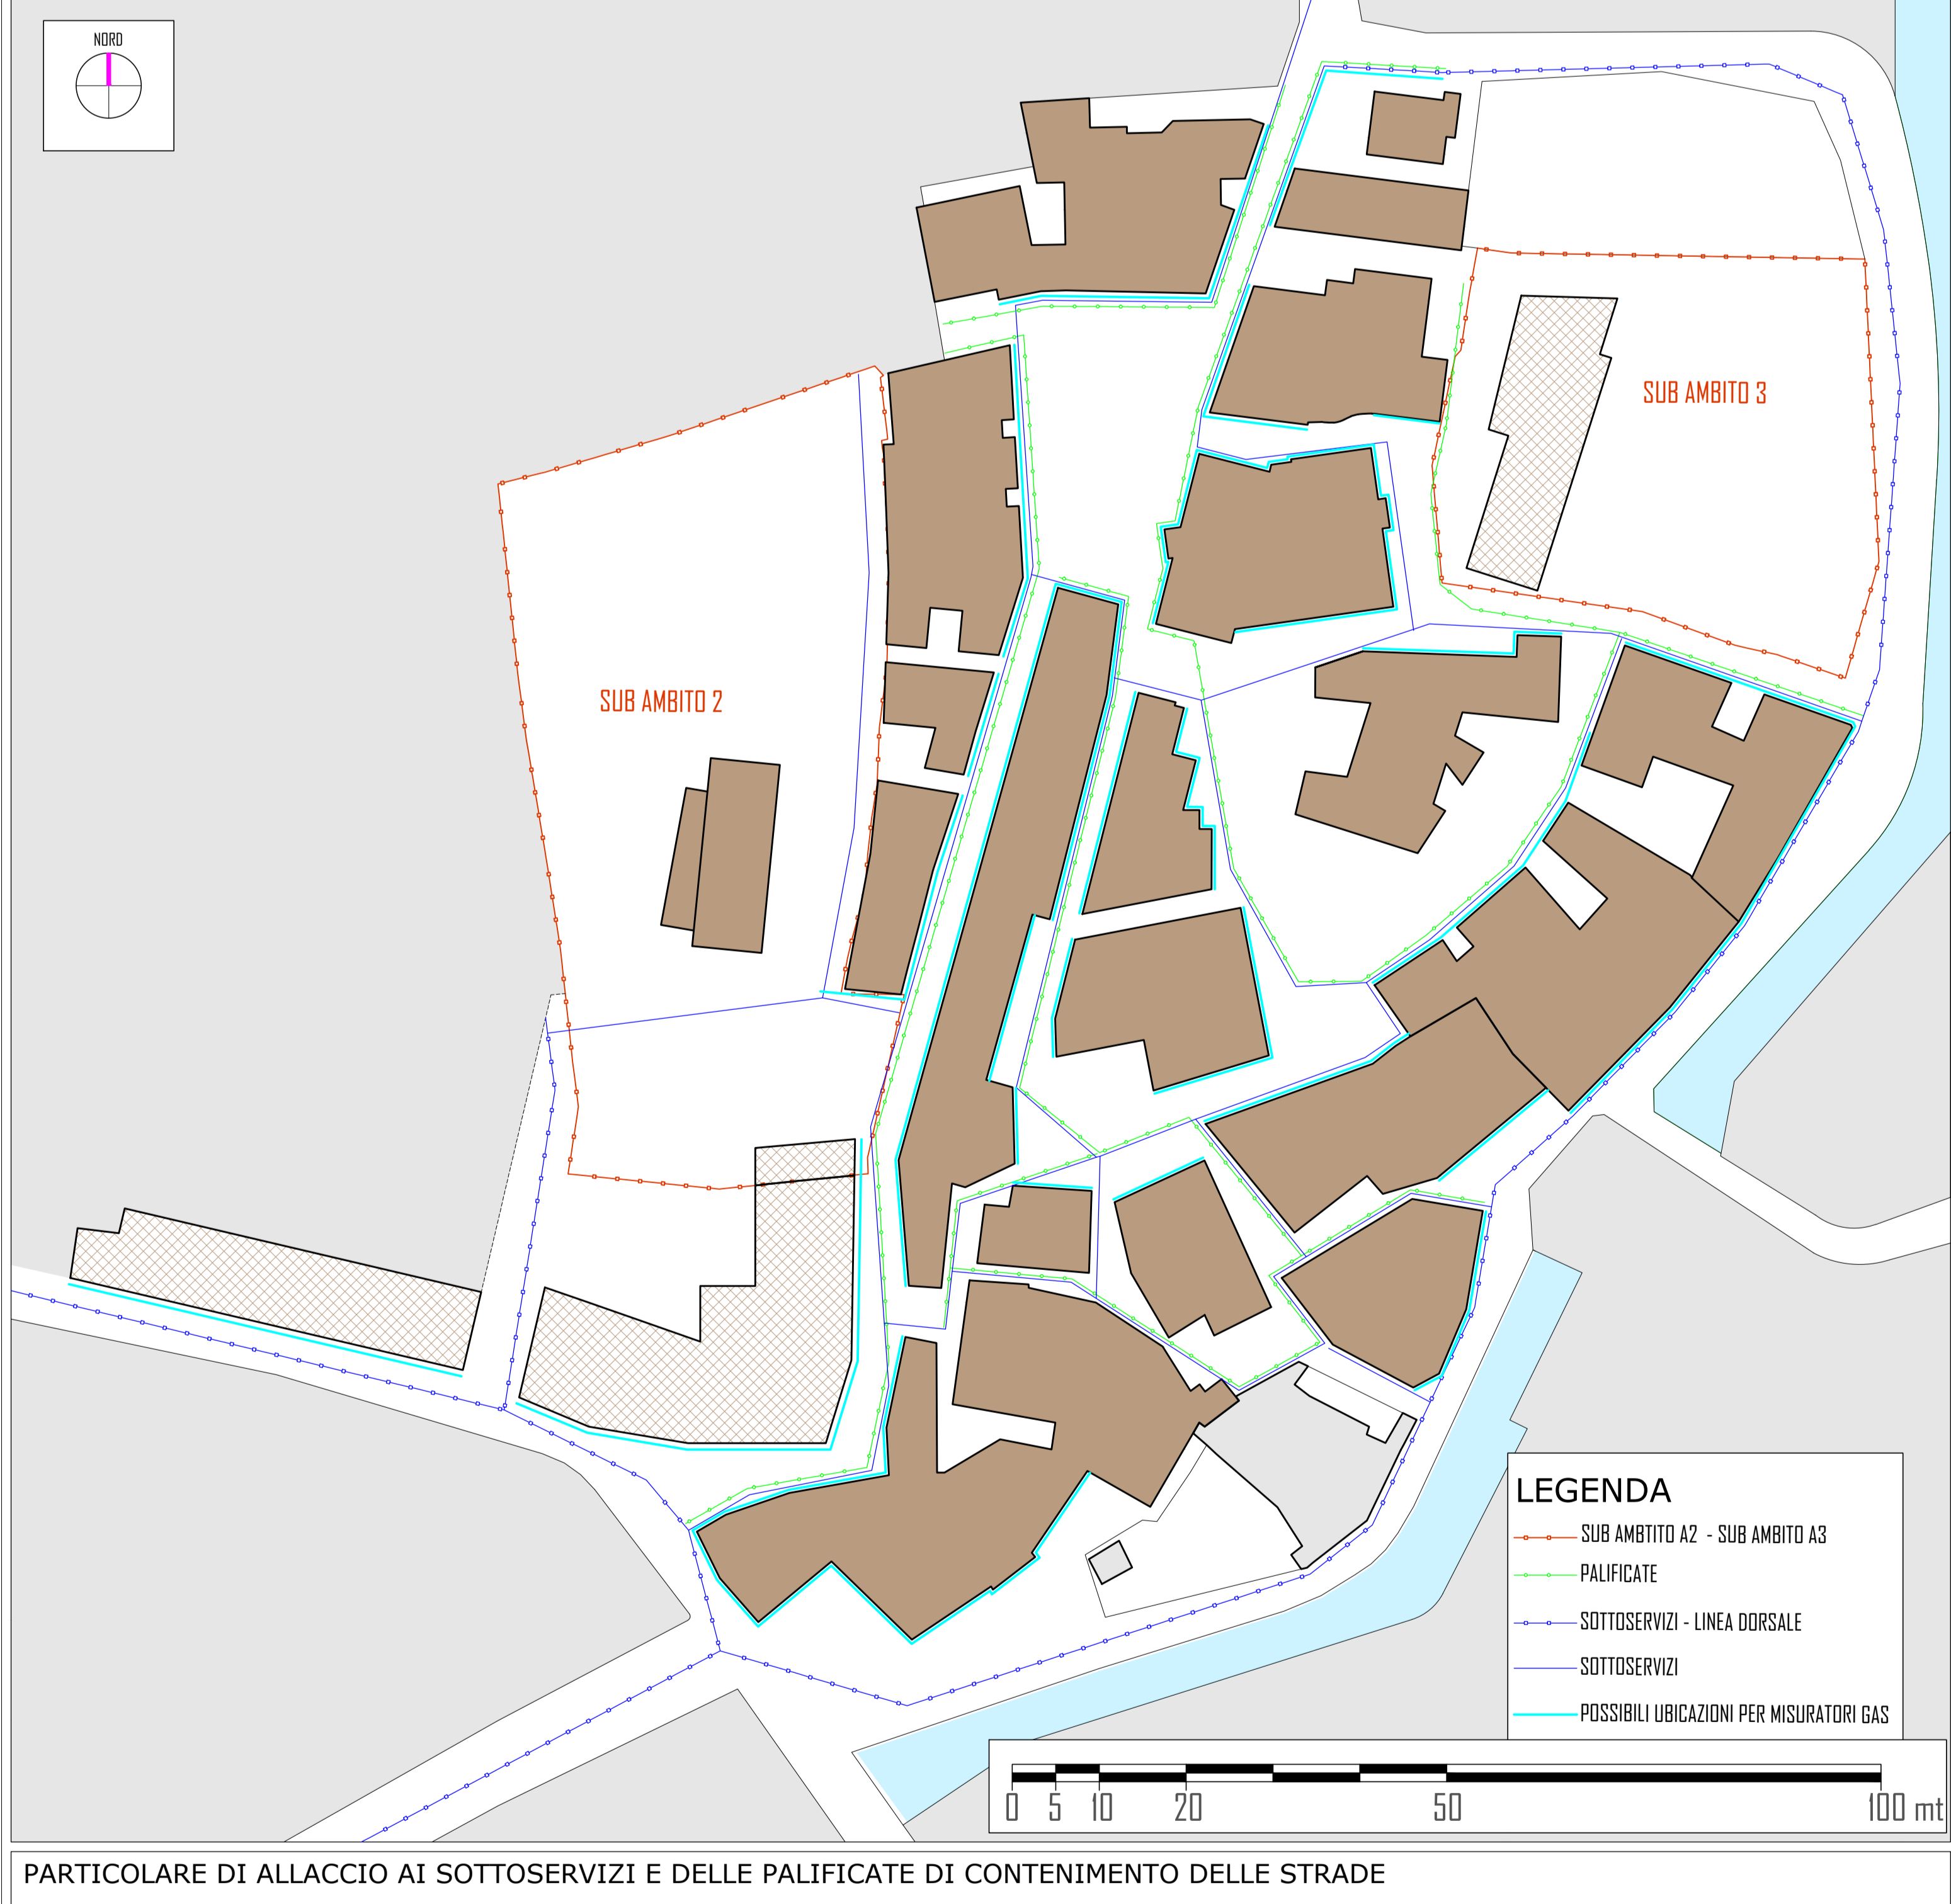 NORD
SUB AMBITO 3
SUB AMBITO 2
LEGENDA
SUB AMBTITO A2 - SUB AMBITO A3
PALIFICATE
SOTTOSERVIZI - LINEA DORSALE
SOTTOSERVIZI
POSSIBILI UBICAZIONI PER MISURATORI GAS
0 5 10 20 50 100 mt
PARTICOLARE DI ALLACCIO AI SOTTOSERVIZI E DELLE PALIFICATE DI CONTENIMENTO DELLE STRADE